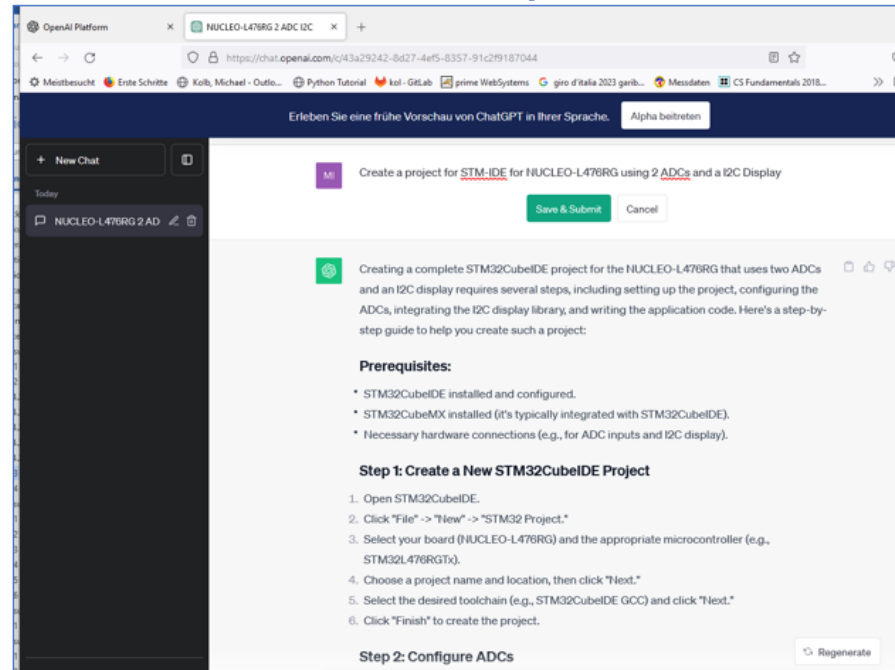 OpenAI Platform
NUCLEO-L476RG 2 ADC I2C
https://chat.openai.com/c/43a29242-8d27-4ef5-8357-91c2f9187044
Meistbesucht Erste Schritte Kolb, Michael - Outlo... Python Tutorial kol - GitLab prime WebSystems giro d'italia 2023 garib... Messdaten CS Fundamentals 2018...
Erleben Sie eine frühe Vorschau von ChatGPT in Ihrer Sprache. Alpha beitreten
+ New Chat
Today
NUCLEO-L476RG 2 AD
MI
Create a project for STM-IDE for NUCLEO-L476RG using 2 ADCs and a I2C Display
Save & Submit Cancel
Creating a complete STM32CubeIDE project for the NUCLEO-L476RG that uses two ADCs
and an I2C display requires several steps, including setting up the project, configuring the
ADCs, integrating the I2C display library, and writing the application code. Here's a step-by-
step guide to help you create such a project:
Prerequisites:
• STM32CubeIDE installed and configured.
• STM32CubeMX installed (it's typically integrated with STM32CubeIDE).
• Necessary hardware connections (e.g., for ADC inputs and I2C display).
Step 1: Create a New STM32CubeIDE Project
1. Open STM32CubeIDE.
2. Click "File" -> "New" -> "STM32 Project."
3. Select your board (NUCLEO-L476RG) and the appropriate microcontroller (e.g.,
STM32L476RGTx).
4. Choose a project name and location, then click "Next."
5. Select the desired toolchain (e.g., STM32CubeIDE GCC) and click "Next."
6. Click "Finish" to create the project.
Regenerate
Step 2: Configure ADCs